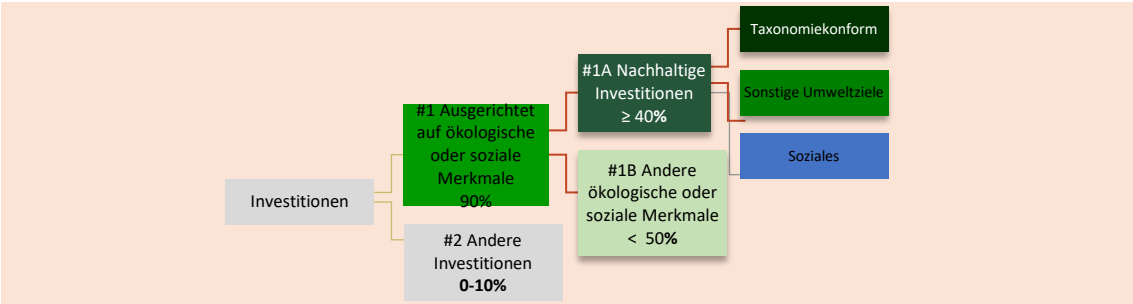 Investitionen
#1 Ausgerichtet
auf ökologische
oder soziale
Merkmale
90%
#2 Andere
Investitionen
0-10%
#1A Nachhaltige
Investitionen
≥ 40%
#1B Andere
ökologische oder
soziale Merkmale
< 50%
Taxonomiekonform
Sonstige Umweltziele
Soziales